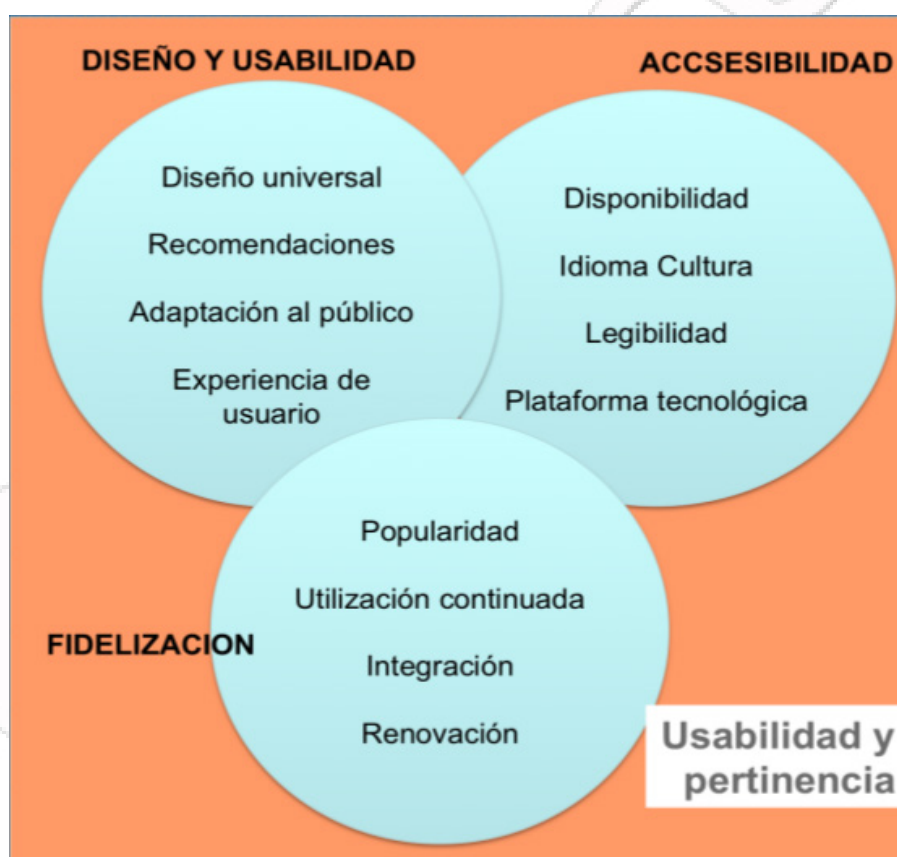 DISEÑO Y USABILIDAD
ACCSESIBILIDAD
Diseño universal
Recomendaciones
Adaptación al público
Experiencia de
usuario
Disponibilidad
Idioma Cultura
Legibilidad
Plataforma tecnológica
Popularidad
Utilización continuada
Integración
Renovación
FIDELIZACION
Usabilidad y
pertinencia